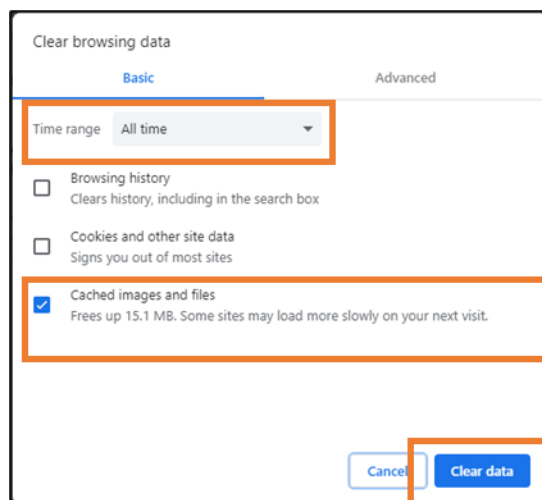 Clear browsing data
Basic Advanced
Time range All time
Browsing history
Clears history, including in the search box
Cookies and other site data
Signs you out of most sites
Cached images and files
Frees up 15.1 MB. Some sites may load more slowly on your next visit.
Cancel Clear data